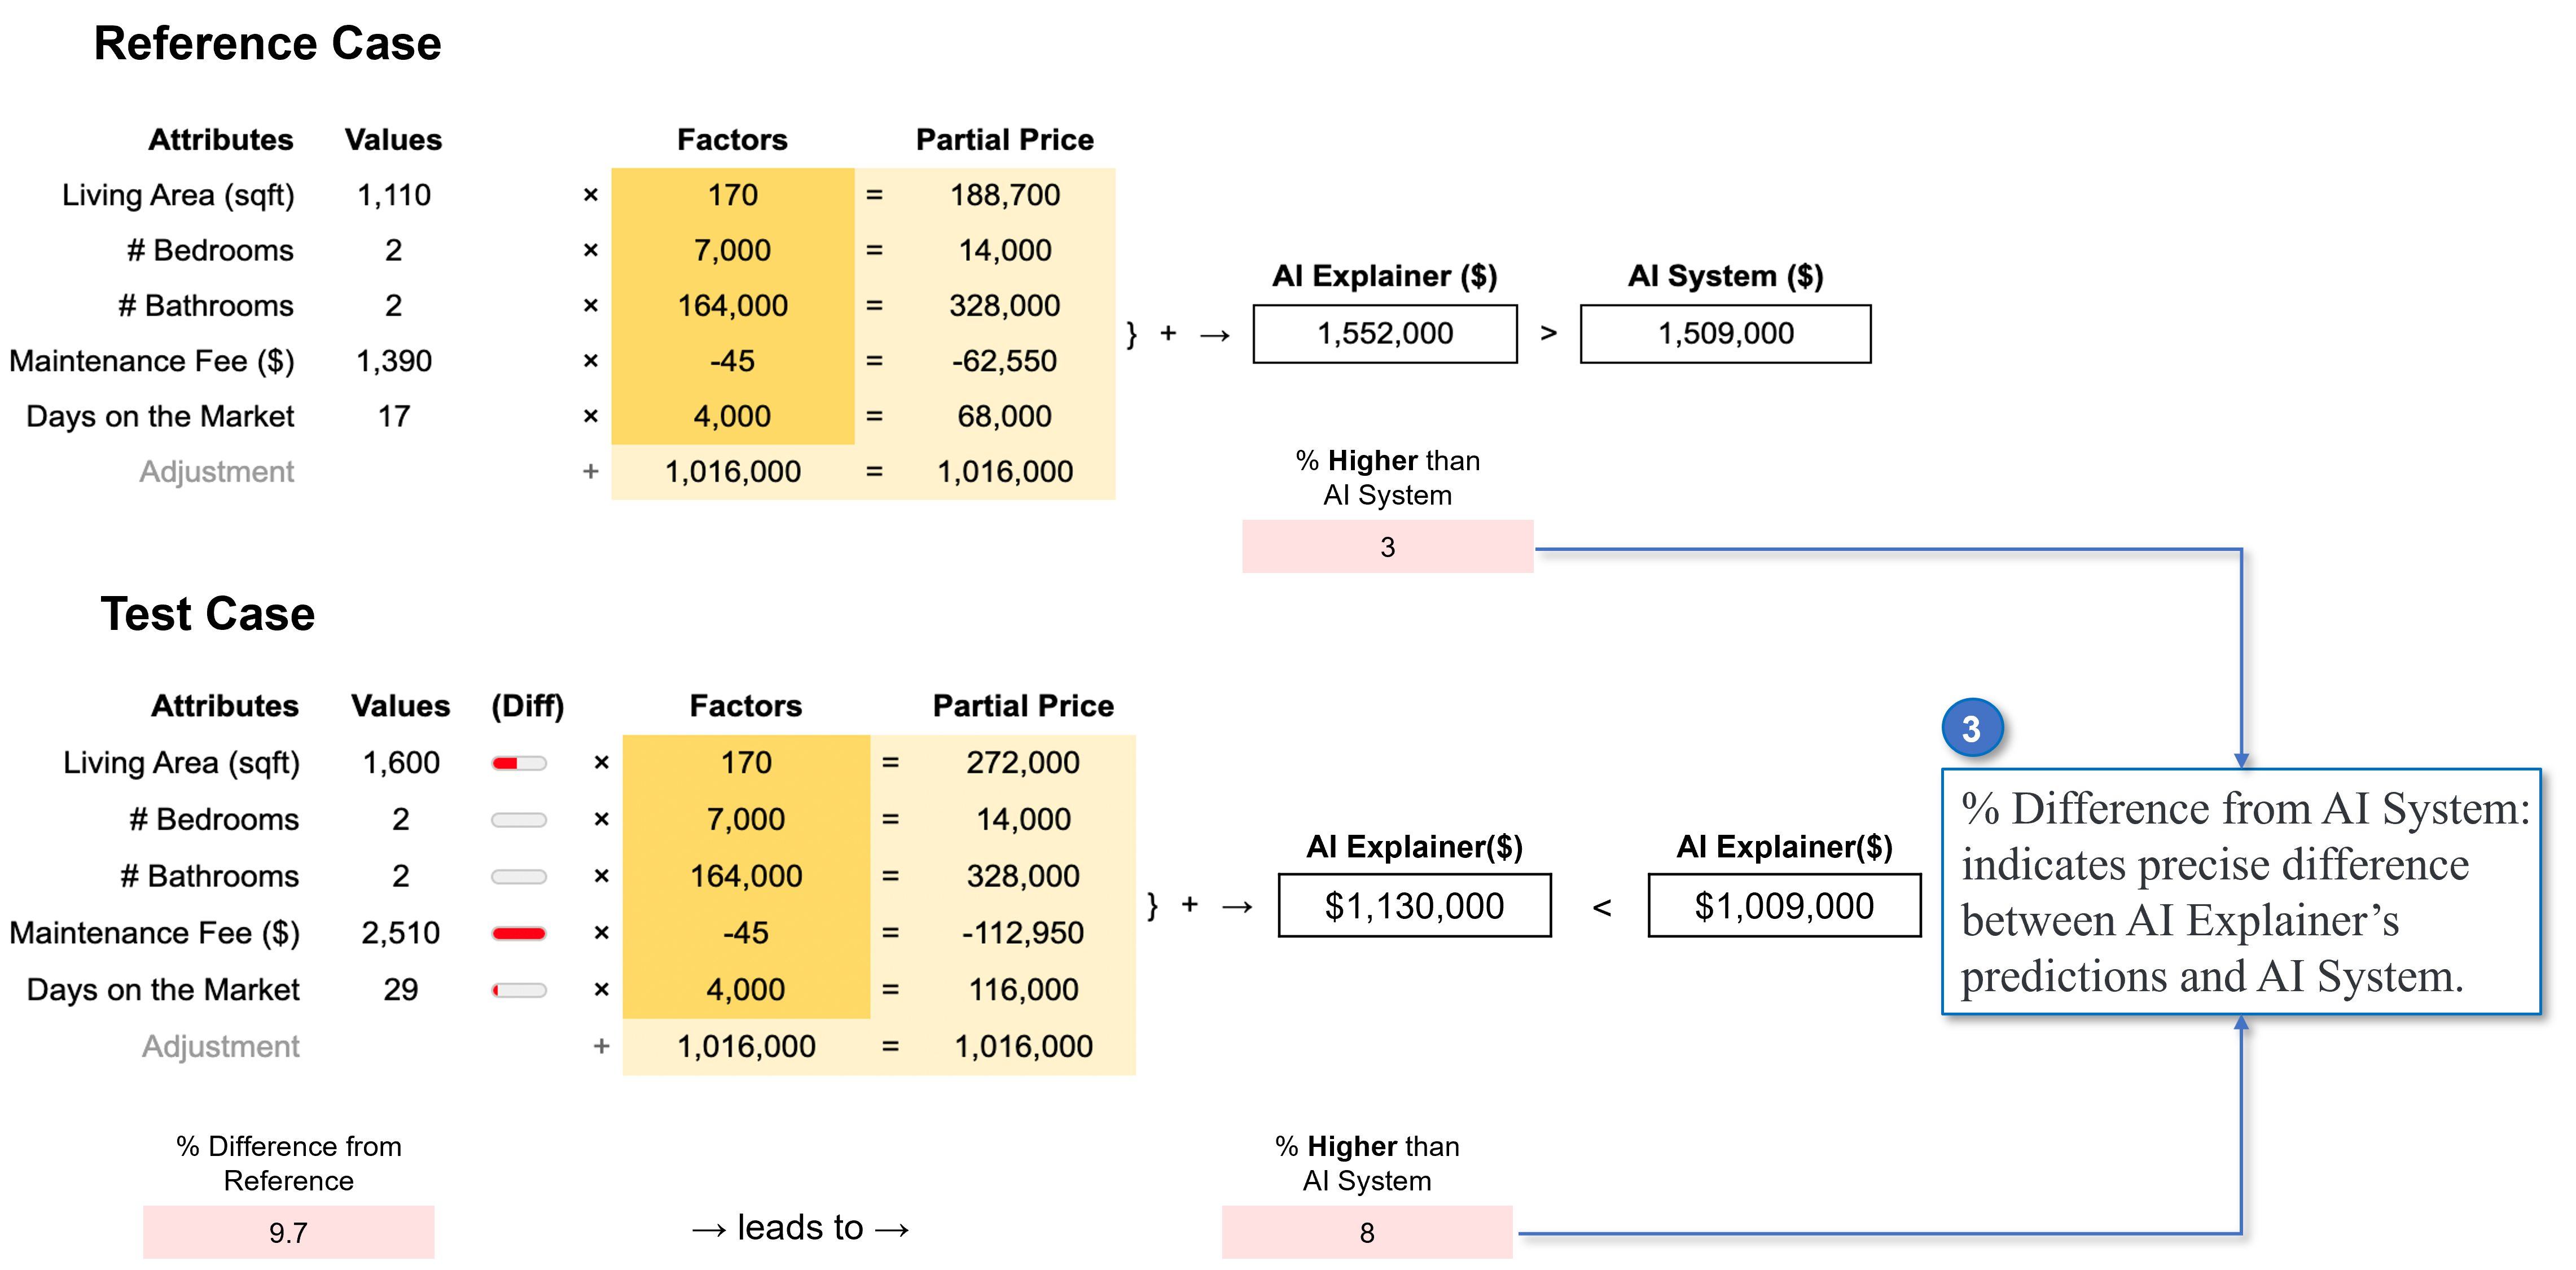 Reference Case
Attributes Values Factors Partial Price
Living Area (sqft) 1,110 × 170 = 188,700
# Bedrooms 2 × 7,000 = 14,000
# Bathrooms 2 × 164,000 = 328,000
Maintenance Fee ($) 1,390 × -45 = -62,550
Days on the Market 17 × 4,000 = 68,000
Adjustment + 1,016,000 = 1,016,000
} + →
AI Explainer ($) AI System ($)
1,552,000 > 1,509,000
% Higher than
AI System
3
Test Case
Attributes Values (Diff) Factors Partial Price
Living Area (sqft) 1,600 × 170 = 272,000
# Bedrooms 2 × 7,000 = 14,000
# Bathrooms 2 × 164,000 = 328,000
Maintenance Fee ($) 2,510 × -45 = -112,950
Days on the Market 29 × 4,000 = 116,000
Adjustment + 1,016,000 = 1,016,000
} + →
AI Explainer($) AI Explainer($)
$1,130,000 < $1,009,000
3
% Difference from AI System:
indicates precise difference
between AI Explainer’s
predictions and AI System.
% Difference from
Reference
9.7
→ leads to →
% Higher than
AI System
8